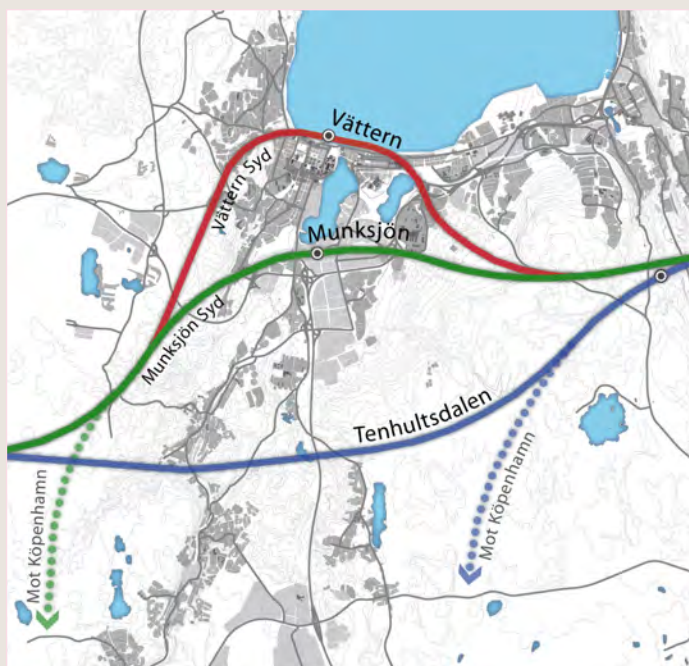 Vättern
Vättern Syd
Munksjön
Munksjön Syd
Tenhultsdalen
Mot Köpenhamn
Mot Köpenhamn